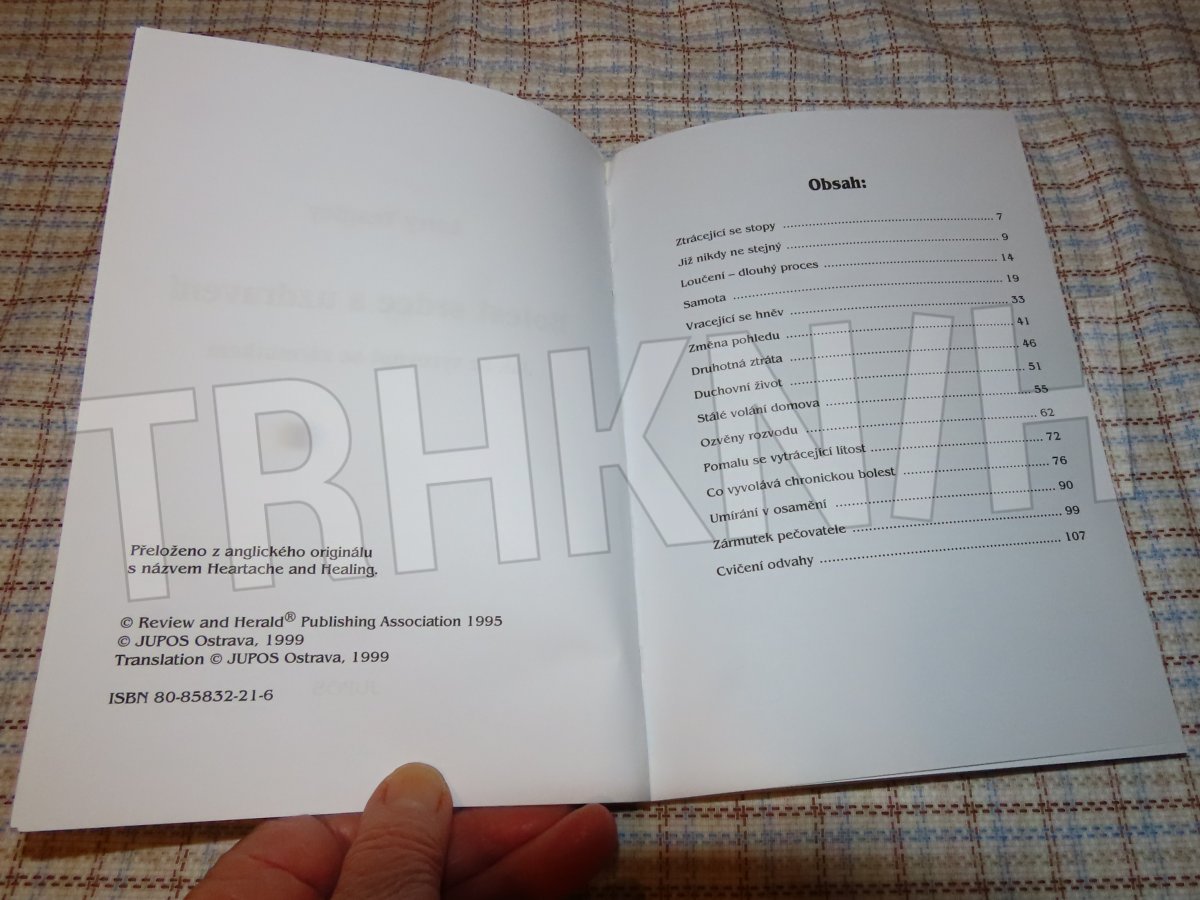 Přeloženo z anglického originálu
s názvem Heartache and Healing.
© Review and Herald® Publishing Association 1995
© JUPOS Ostrava, 1999
Translation © JUPOS Ostrava, 1999
ISBN 80-85832-21-6
Obsah:
Ztrácející se stopy ........ 7
Již nikdy ne stejný ........ 9
Loučení – dlouhý proces ........ 14
Samota ........ 19
Vracející se hněv ........ 33
Změna pohledu ........ 41
Druhotná ztráta ........ 46
Duchovní život ........ 51
Stálé volání domova ........ 55
Ozvěny rozvodu ........ 62
Pomalu se vytrácející lítost ........ 72
Co vyvolává chronickou bolest ........ 76
Umírání v osamění ........ 90
Zármutek pečovatele ........ 99
Cvičení odvahy ........ 107
TRHKNIH